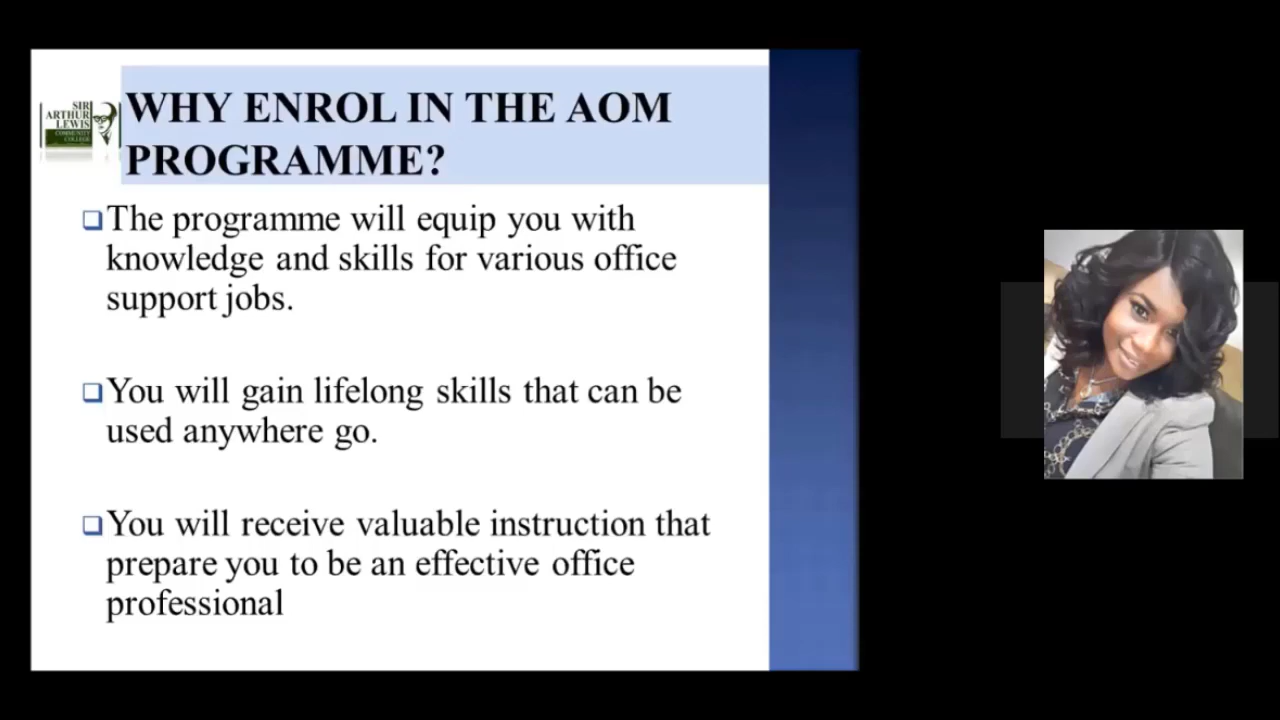 SIR
ARTHUR
LEWIS
COMMUNITY
COLLEGE
WHY ENROL IN THE AOM
PROGRAMME?
The programme will equip you with
knowledge and skills for various office
support jobs.
You will gain lifelong skills that can be
used anywhere go.
You will receive valuable instruction that
prepare you to be an effective office
professional